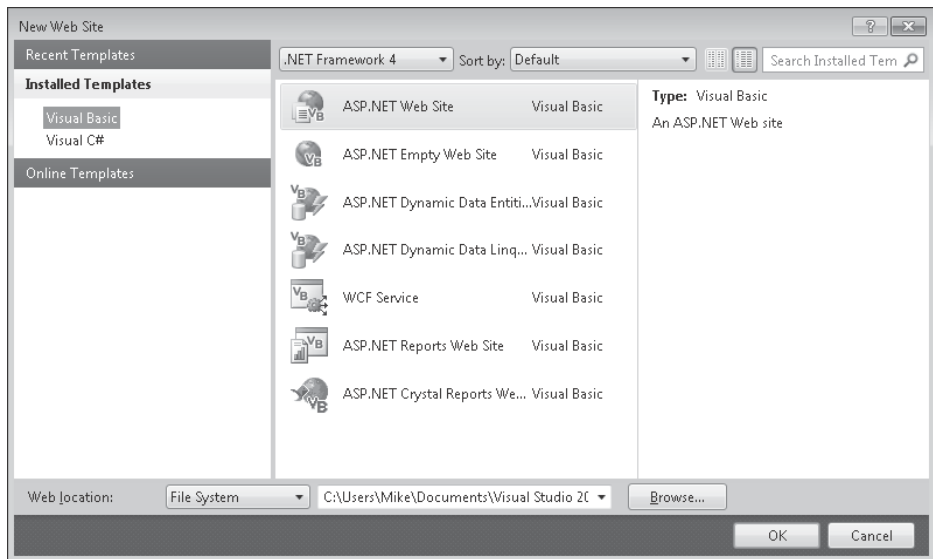 New Web Site
Recent Templates
Installed Templates
Visual Basic
Visual C#
Online Templates
.NET Framework 4
Sort by: Default
Search Installed Tem
ASP.NET Web Site Visual Basic
ASP.NET Empty Web Site Visual Basic
ASP.NET Dynamic Data Entiti...Visual Basic
ASP.NET Dynamic Data Linq... Visual Basic
WCF Service Visual Basic
ASP.NET Reports Web Site Visual Basic
ASP.NET Crystal Reports We... Visual Basic
Type: Visual Basic
An ASP.NET Web site
Web location: File System C:\Users\Mike\Documents\Visual Studio 20 Browse...
OK Cancel